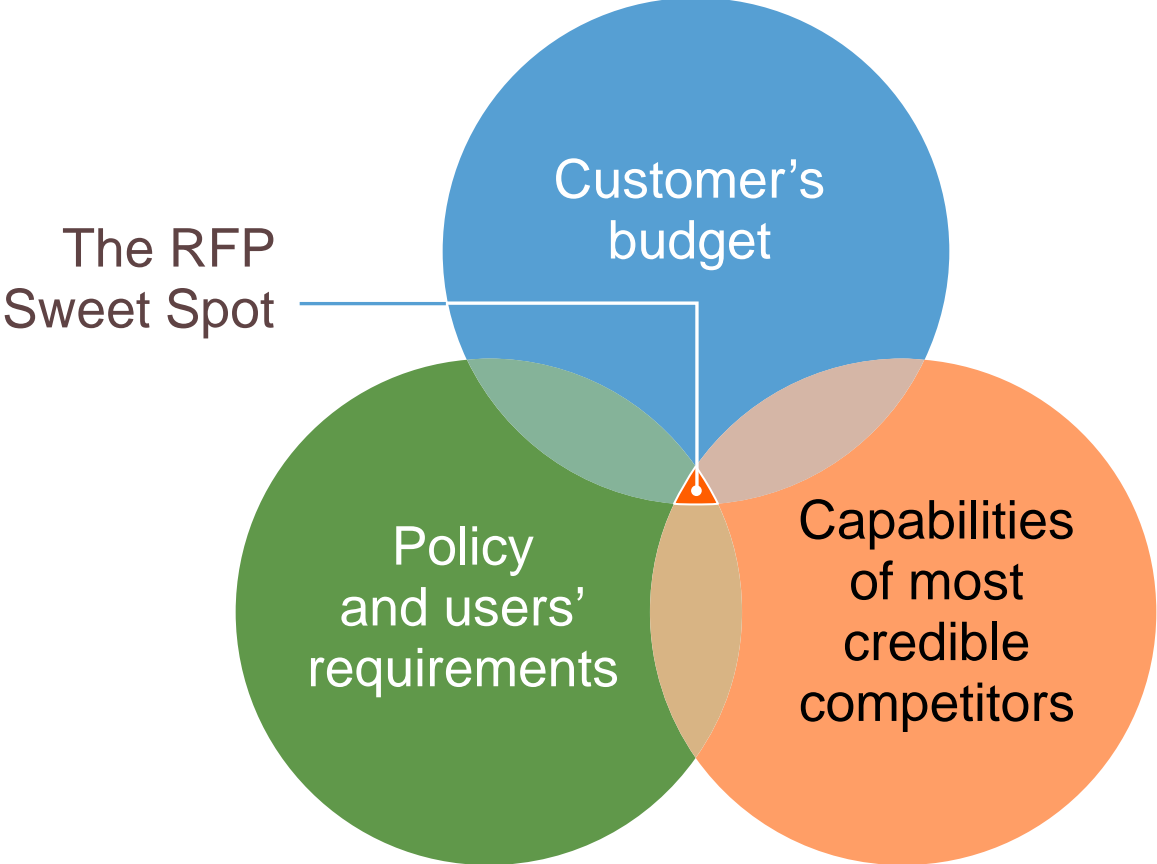 Customer’s
budget
The RFP
Sweet Spot
Policy
and users’
requirements
Capabilities
of most
credible
competitors